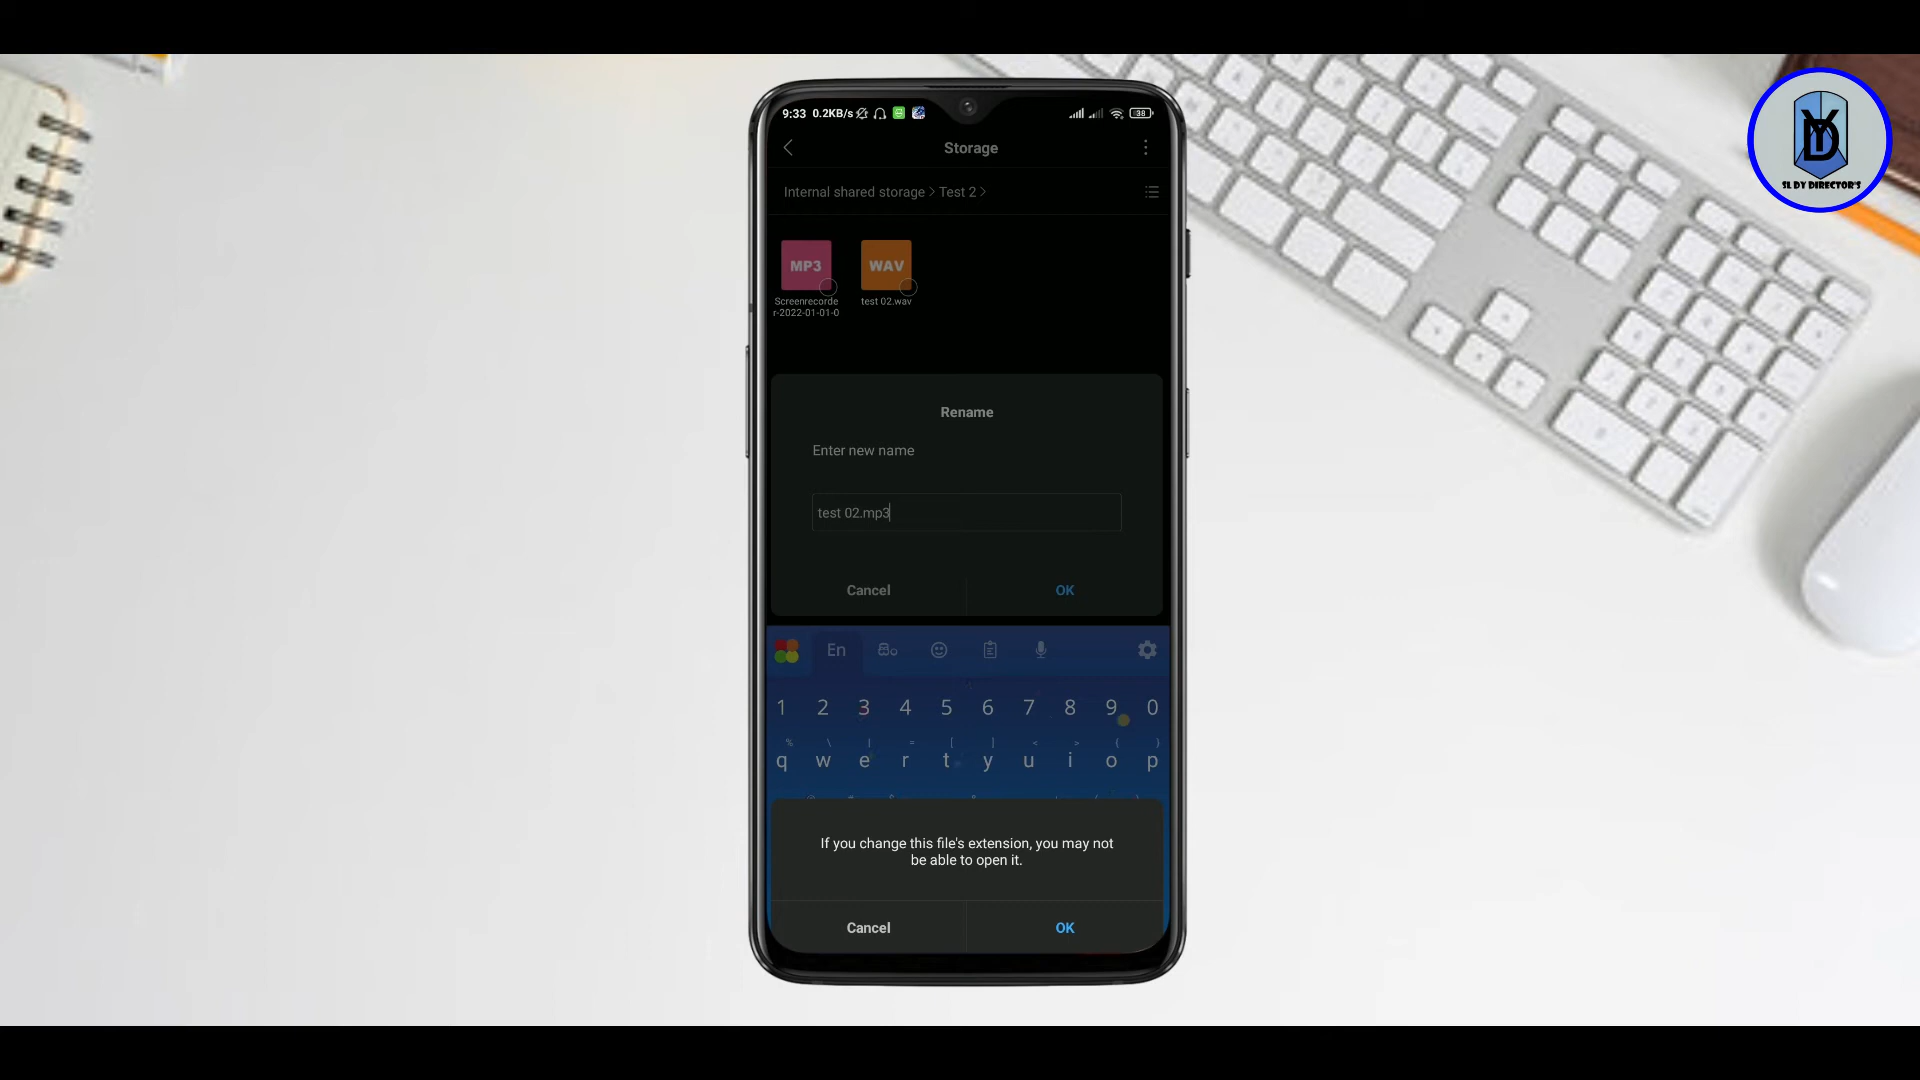 9:33 0.2KB/s 38
Storage
Internal shared storage > Test 2 >
MP3
WAV
Screenrecorde
r-2022-01-01-0
test 02.wav
Rename
Enter new name
test 02.mp3
Cancel
OK
En
1 2 3 4 5 6 7 8 9 0
% \ | = [ ] < > { }
q w e r t y u i o p
If you change this file's extension, you may not
be able to open it.
Cancel
OK
DY
SL DY DIRECTOR'S